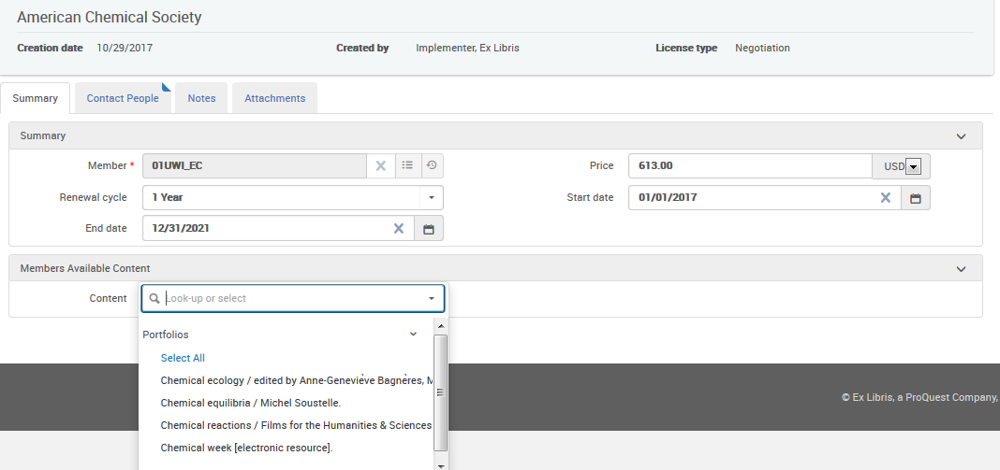 American Chemical Society
Creation date 10/29/2017 Created by Implementer, Ex Libris License type Negotiation
Summary Contact People Notes Attachments
Summary
Member * 01UWI_EC Price 613.00 USD
Renewal cycle 1 Year Start date 01/01/2017
End date 12/31/2021
Members Available Content
Content Look-up or select
Portfolios
Select All
Chemical ecology / edited by Anne-Geneviève Bagnères, M
Chemical equilibria / Michel Soustelle.
Chemical reactions / Films for the Humanities & Sciences
Chemical week [electronic resource].
© Ex Libris, a ProQuest Company,